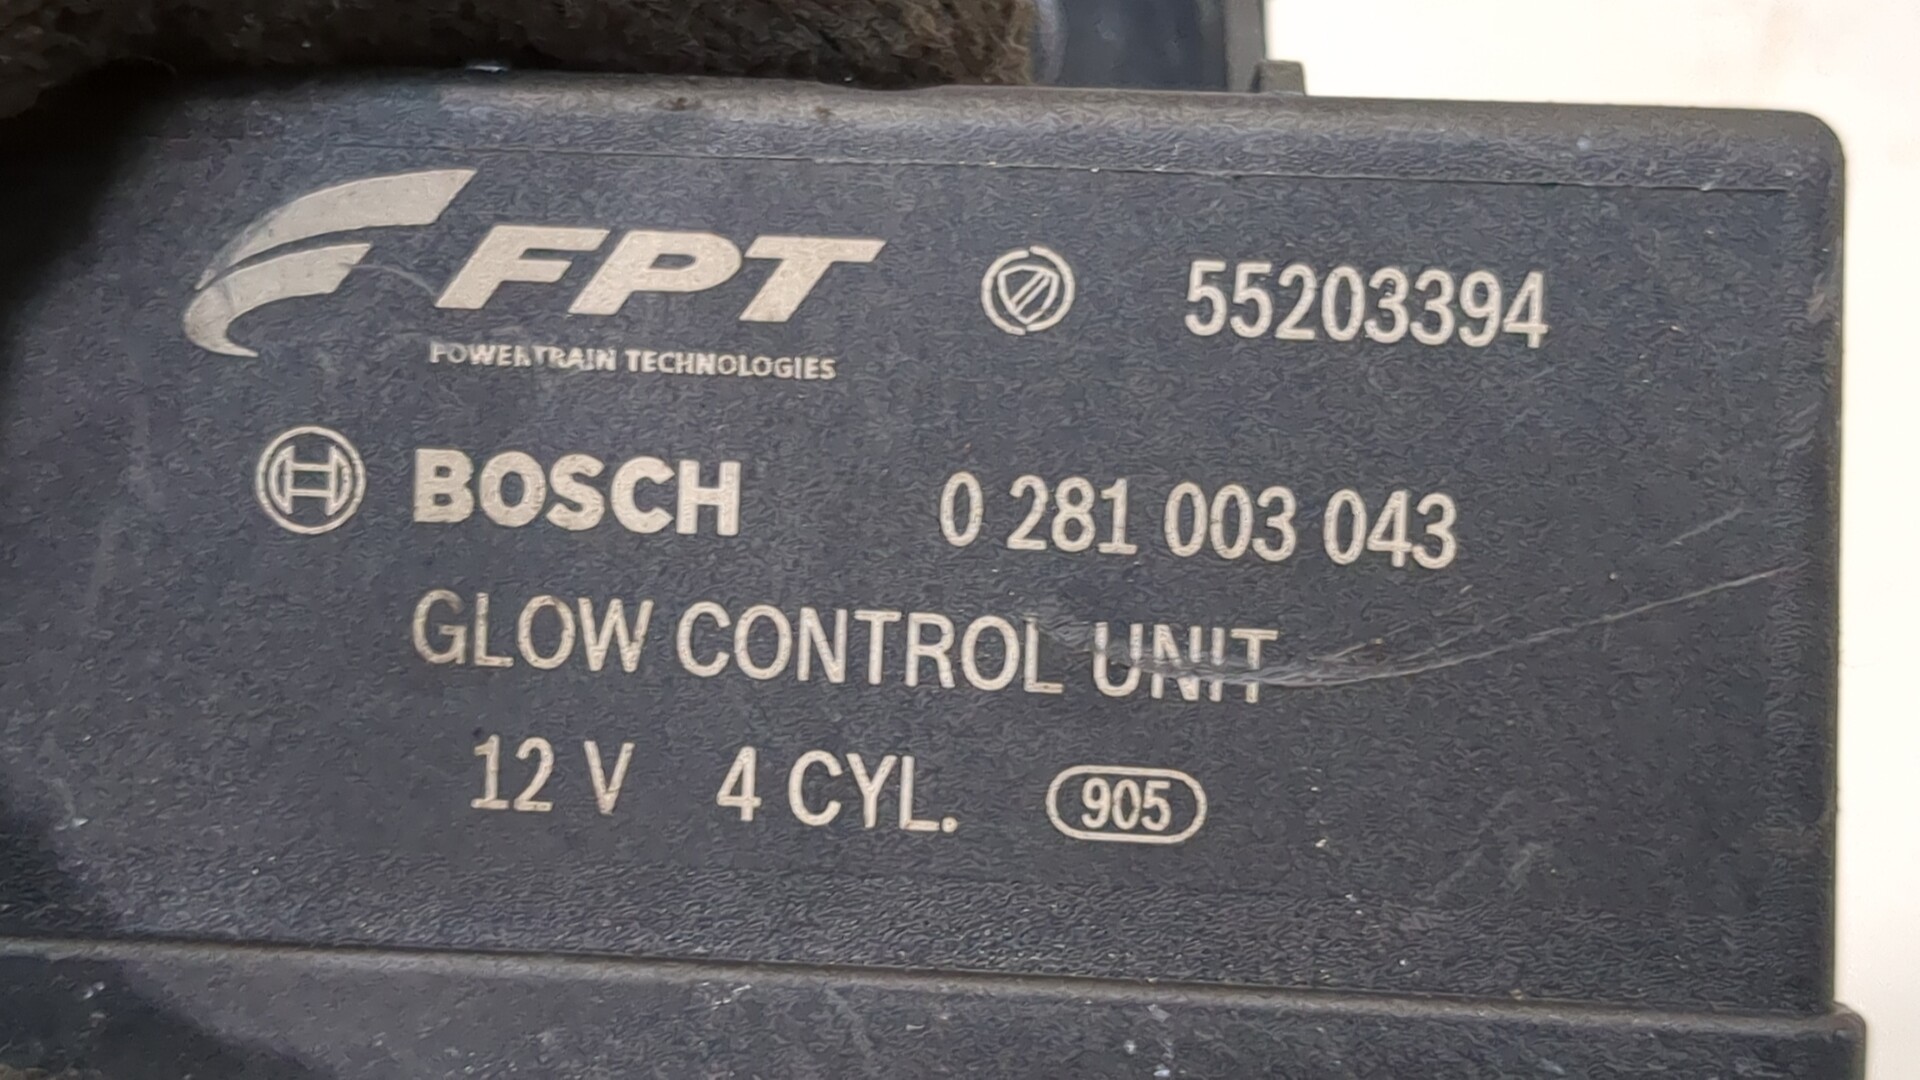 FPT 55203394
POWERTRAIN TECHNOLOGIES
BOSCH 0 281 003 043
GLOW CONTROL UNIT
12 V 4 CYL. 905